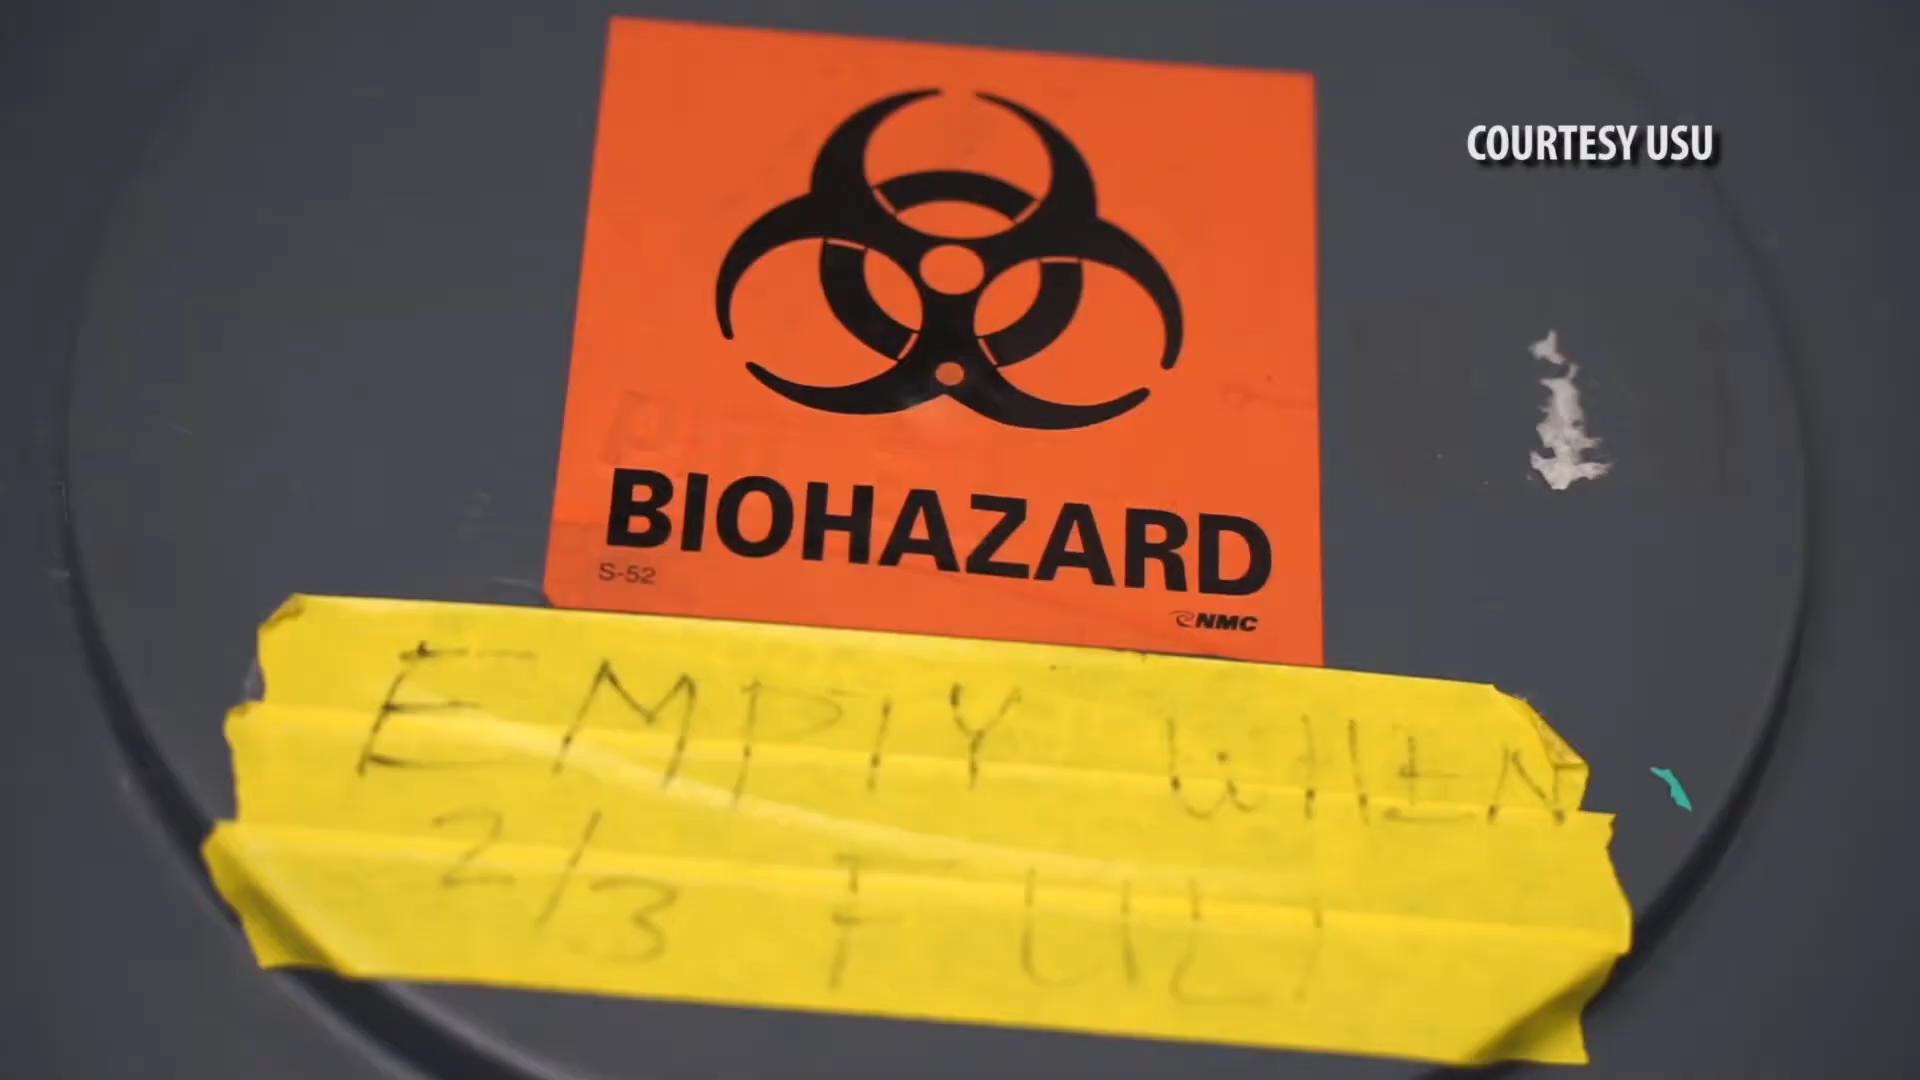 COURTESY USU
BIOHAZARD
S-52
NMC
EMPTY WHEN
2/3 FULL